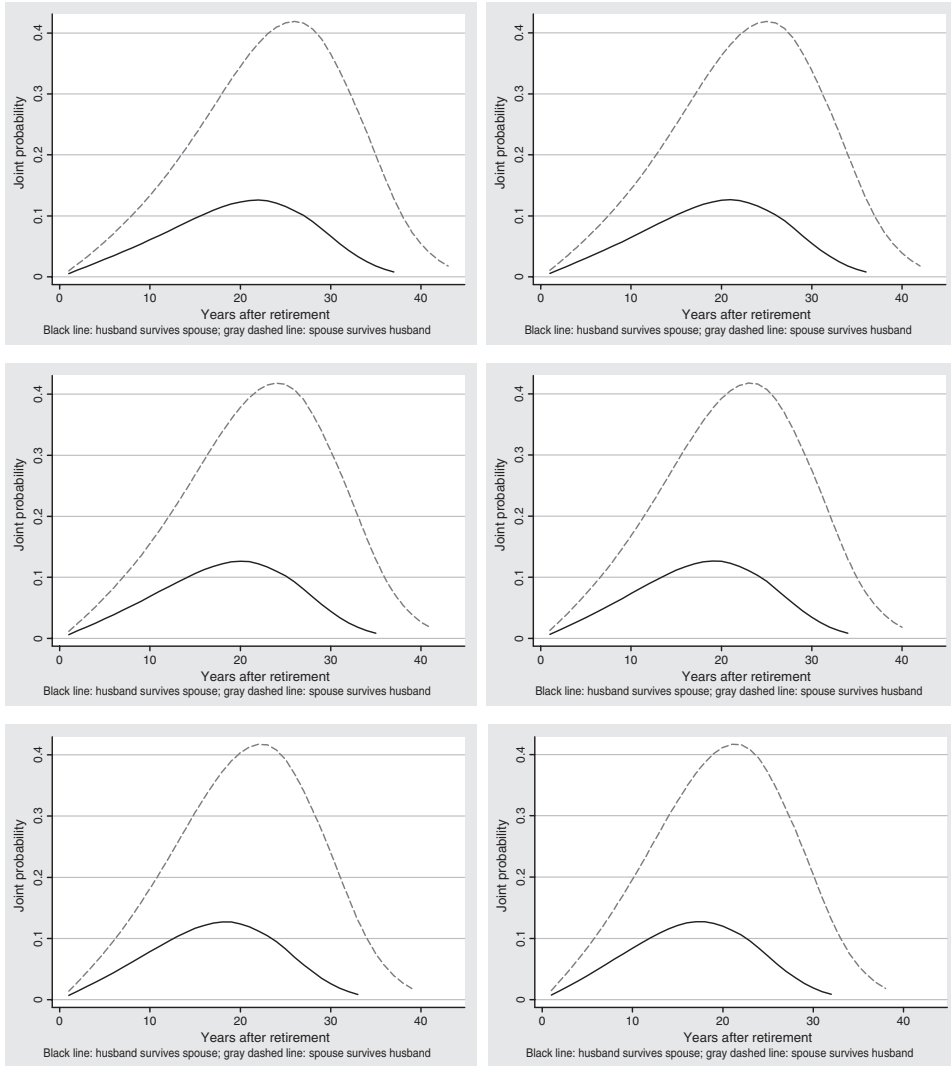 Joint probability
0.4
0.3
0.2
0.1
0
0 10 20 30 40
Years after retirement
Black line: husband survives spouse; gray dashed line: spouse survives husband
Joint probability
0.4
0.3
0.2
0.1
0
0 10 20 30 40
Years after retirement
Black line: husband survives spouse; gray dashed line: spouse survives husband
Joint probability
0.4
0.3
0.2
0.1
0
0 10 20 30 40
Years after retirement
Black line: husband survives spouse; gray dashed line: spouse survives husband
Joint probability
0.4
0.3
0.2
0.1
0
0 10 20 30 40
Years after retirement
Black line: husband survives spouse; gray dashed line: spouse survives husband
Joint probability
0.4
0.3
0.2
0.1
0
0 10 20 30 40
Years after retirement
Black line: husband survives spouse; gray dashed line: spouse survives husband
Joint probability
0.4
0.3
0.2
0.1
0
0 10 20 30 40
Years after retirement
Black line: husband survives spouse; gray dashed line: spouse survives husband